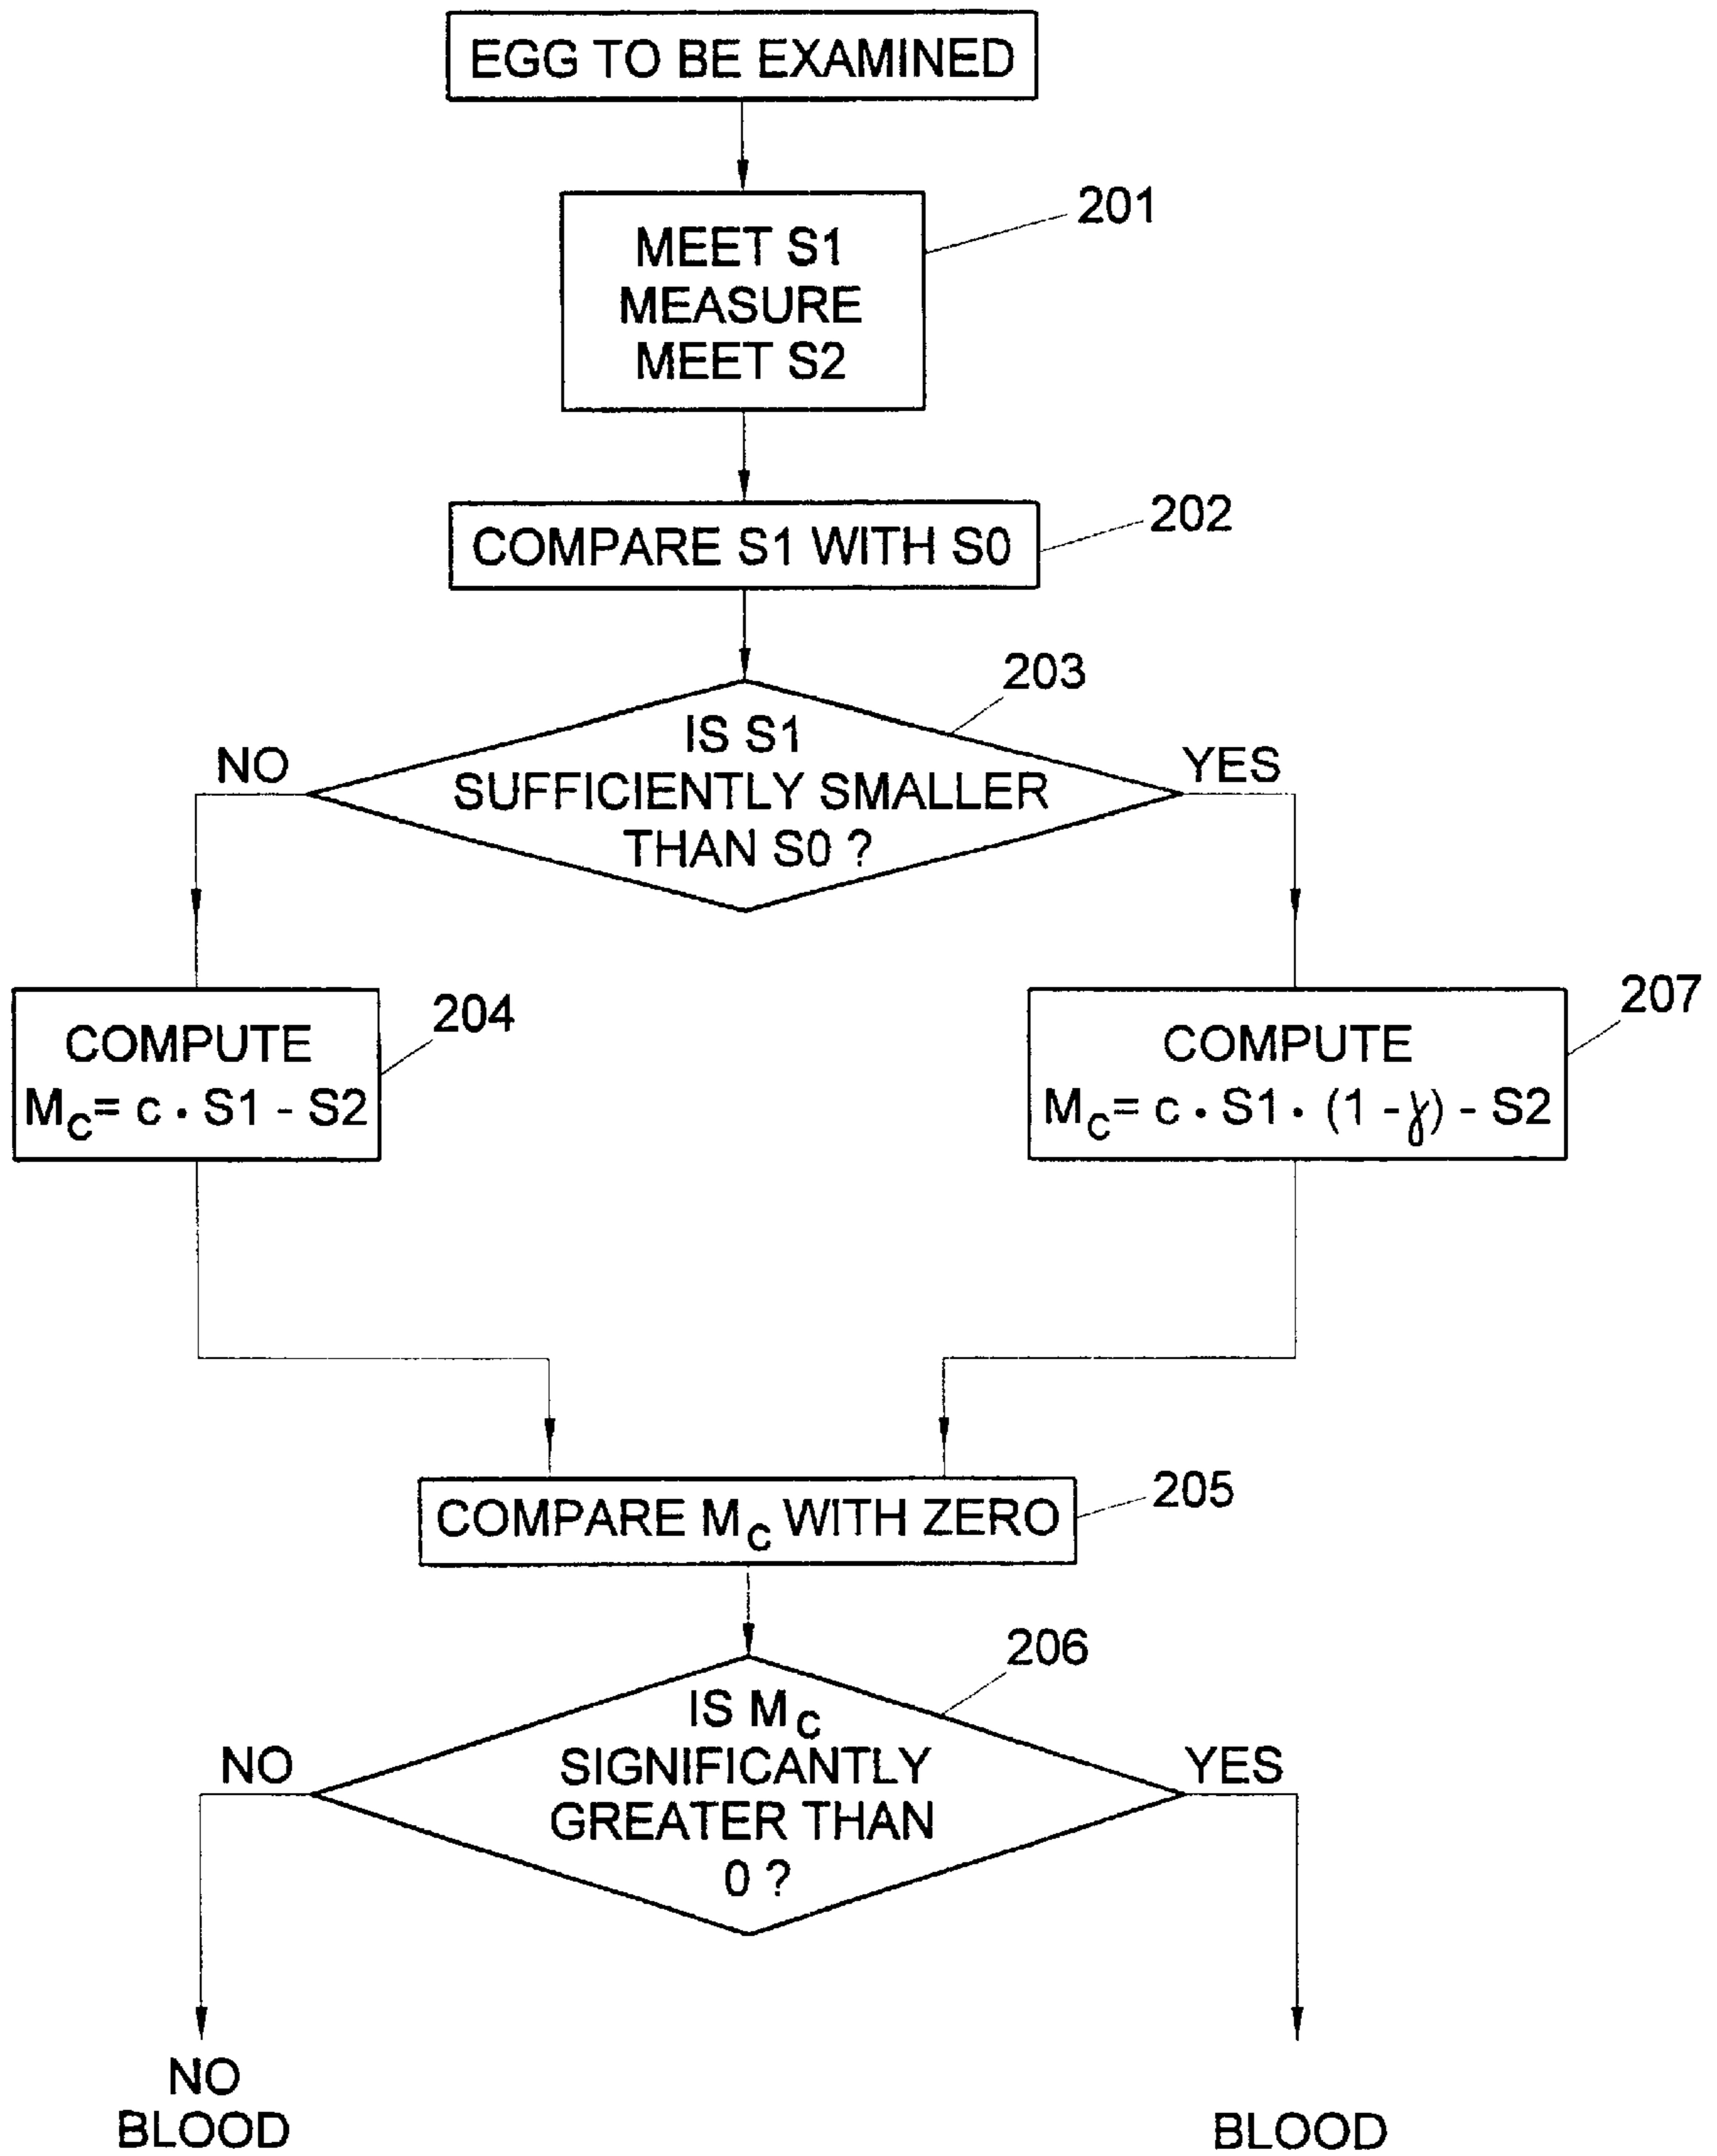 EGG TO BE EXAMINED
201
MEET S1
MEASURE
MEET S2
202
COMPARE S1 WITH S0
203
IS S1
SUFFICIENTLY SMALLER
THAN S0 ?
NO
YES
204
COMPUTE
MC= c · S1 - S2
207
COMPUTE
MC= c · S1 · (1 - γ) - S2
205
COMPARE MC WITH ZERO
206
IS MC
SIGNIFICANTLY
GREATER THAN
0 ?
NO
YES
NO
BLOOD
BLOOD